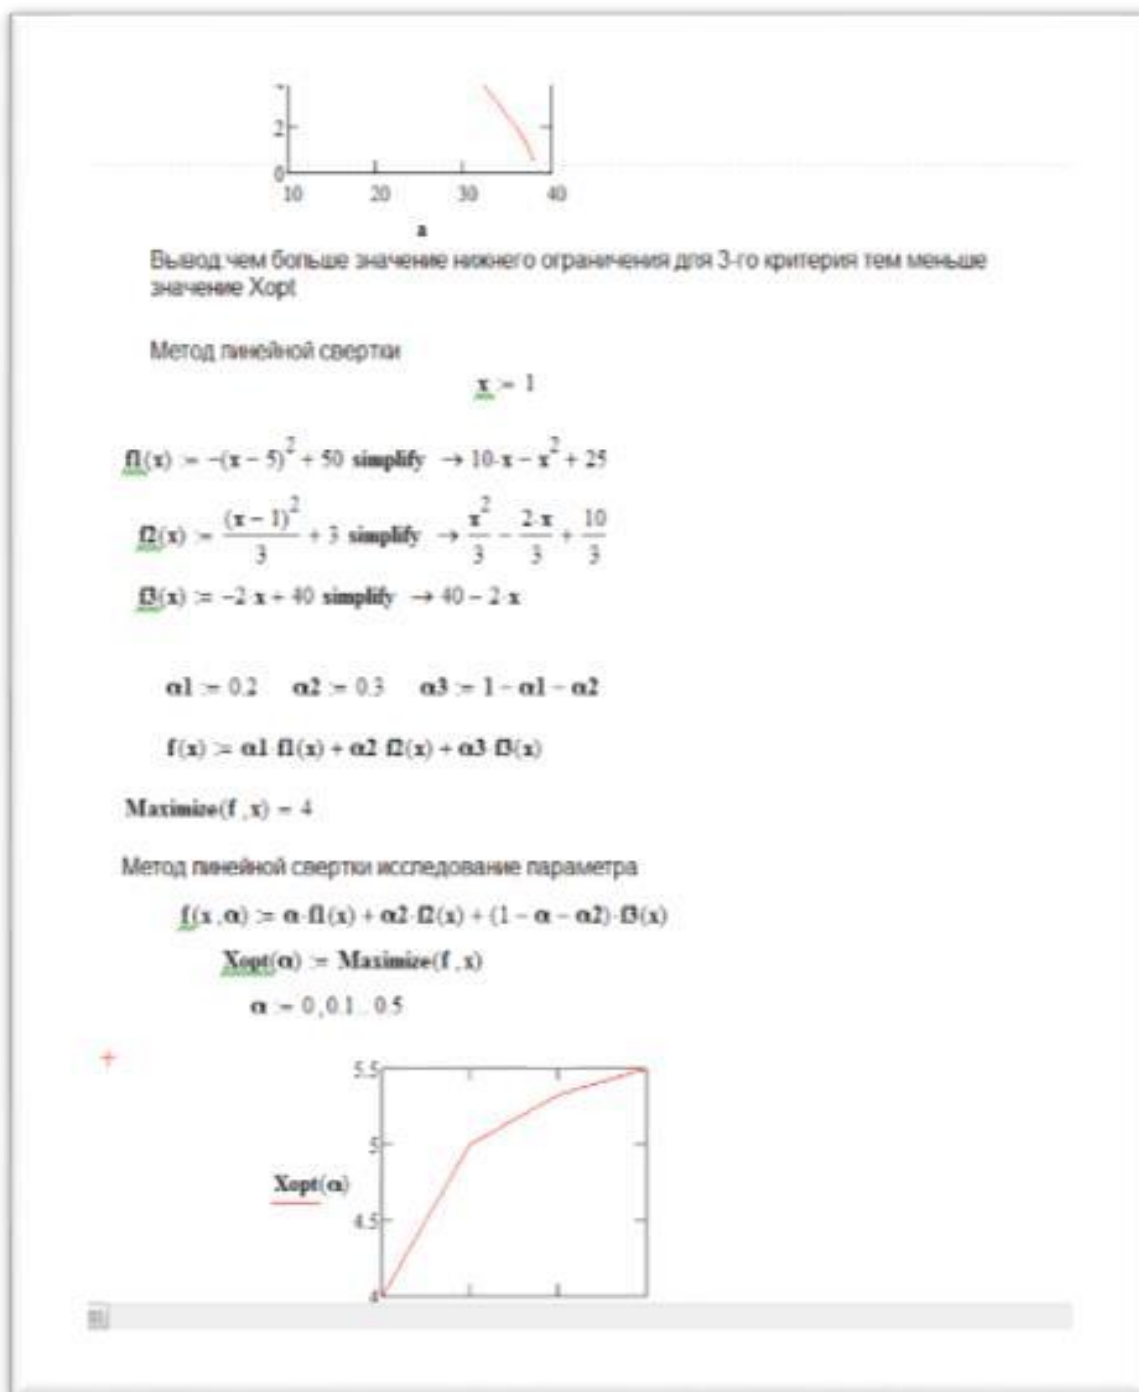 2
0
10 20 30 40
a
Вывод чем больше значение нижнего ограничения для 3-го критерия тем меньше
значение Xopt
Метод линейной свертки
x := 1
f1(x) := -(x - 5)^2 + 50 simplify → 10·x - x^2 + 25
f2(x) := (x - 1)^2/3 + 3 simplify → x^2/3 - 2·x/3 + 10/3
f3(x) := -2·x + 40 simplify → 40 - 2·x
α1 := 0.2 α2 := 0.3 α3 := 1 - α1 - α2
f(x) := α1·f1(x) + α2·f2(x) + α3·f3(x)
Maximize(f, x) = 4
Метод линейной свертки исследование параметра
f(x, α) := α·f1(x) + α2·f2(x) + (1 - α - α2)·f3(x)
Xopt(α) := Maximize(f, x)
α := 0, 0.1 .. 0.5
5.5
5
Xopt(α)
4.5
4